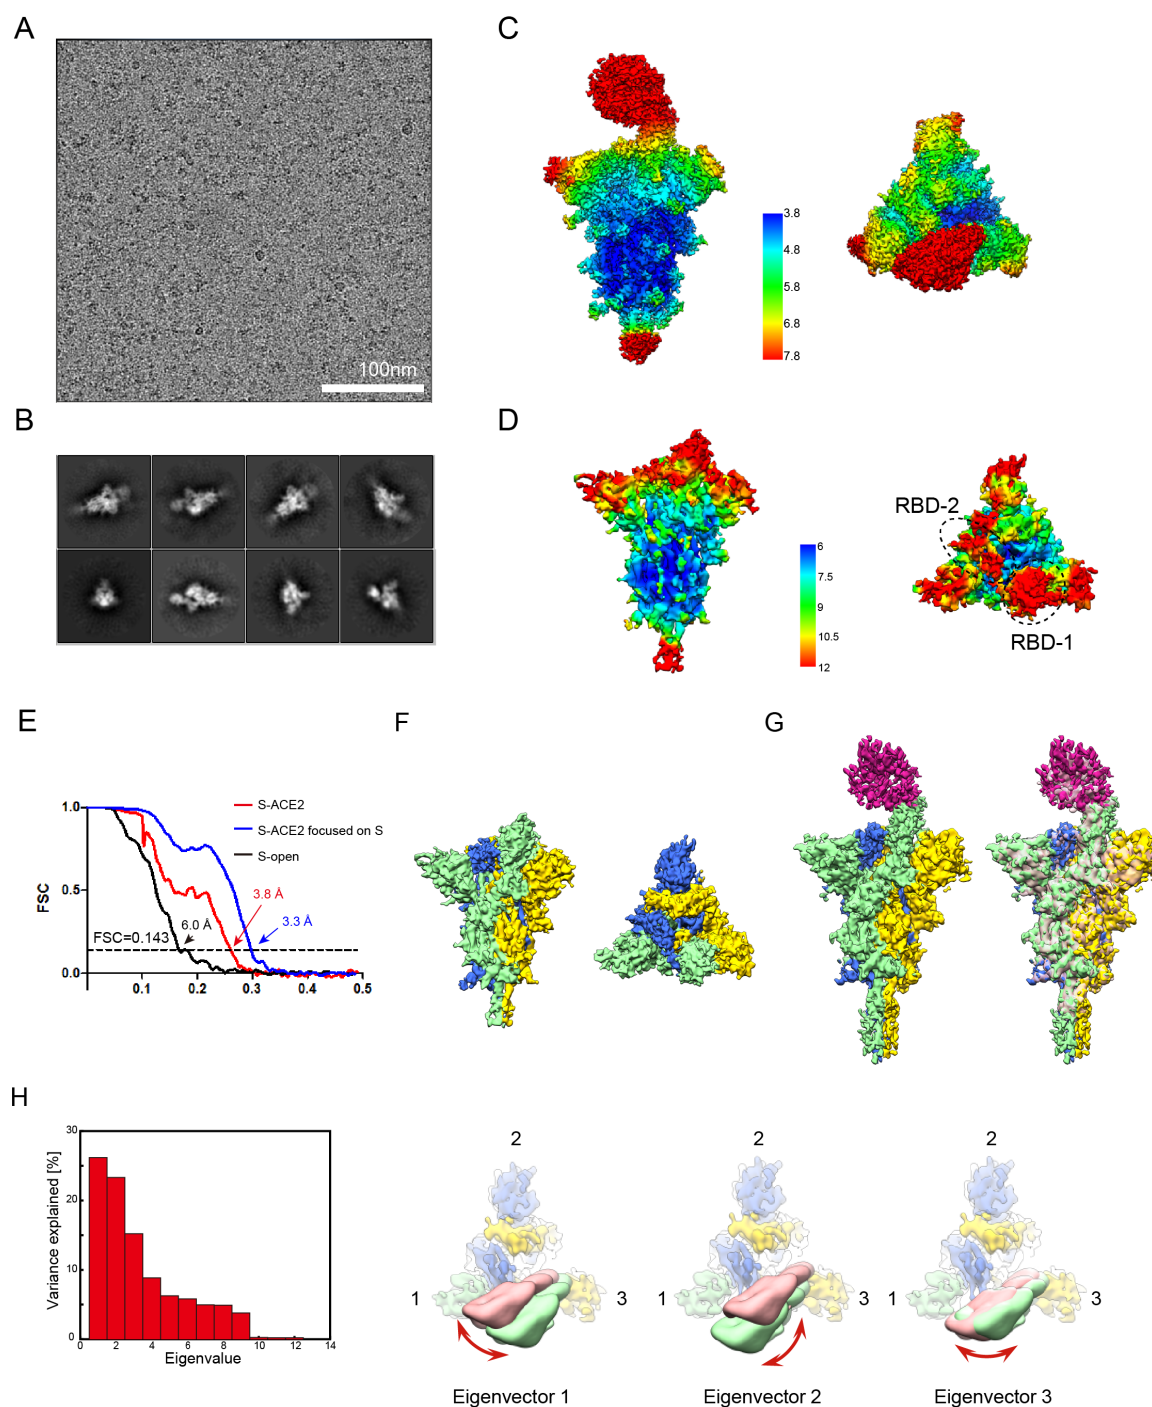 A
100nm
B
C
3.8
4.8
5.8
6.8
7.8
D
RBD-2
RBD-1
6
7.5
9
10.5
12
E
FSC
1.0
0.5
0.0
0.1
0.2
0.3
0.4
0.5
S-ACE2
S-ACE2 focused on S
S-open
3.8 Å
3.3 Å
6.0 Å
FSC=0.143
F
G
H
Variance explained [%]
30
20
10
0
0
2
4
6
8
10
12
14
Eigenvalue
2
1
3
Eigenvector 1
2
1
3
Eigenvector 2
2
1
3
Eigenvector 3